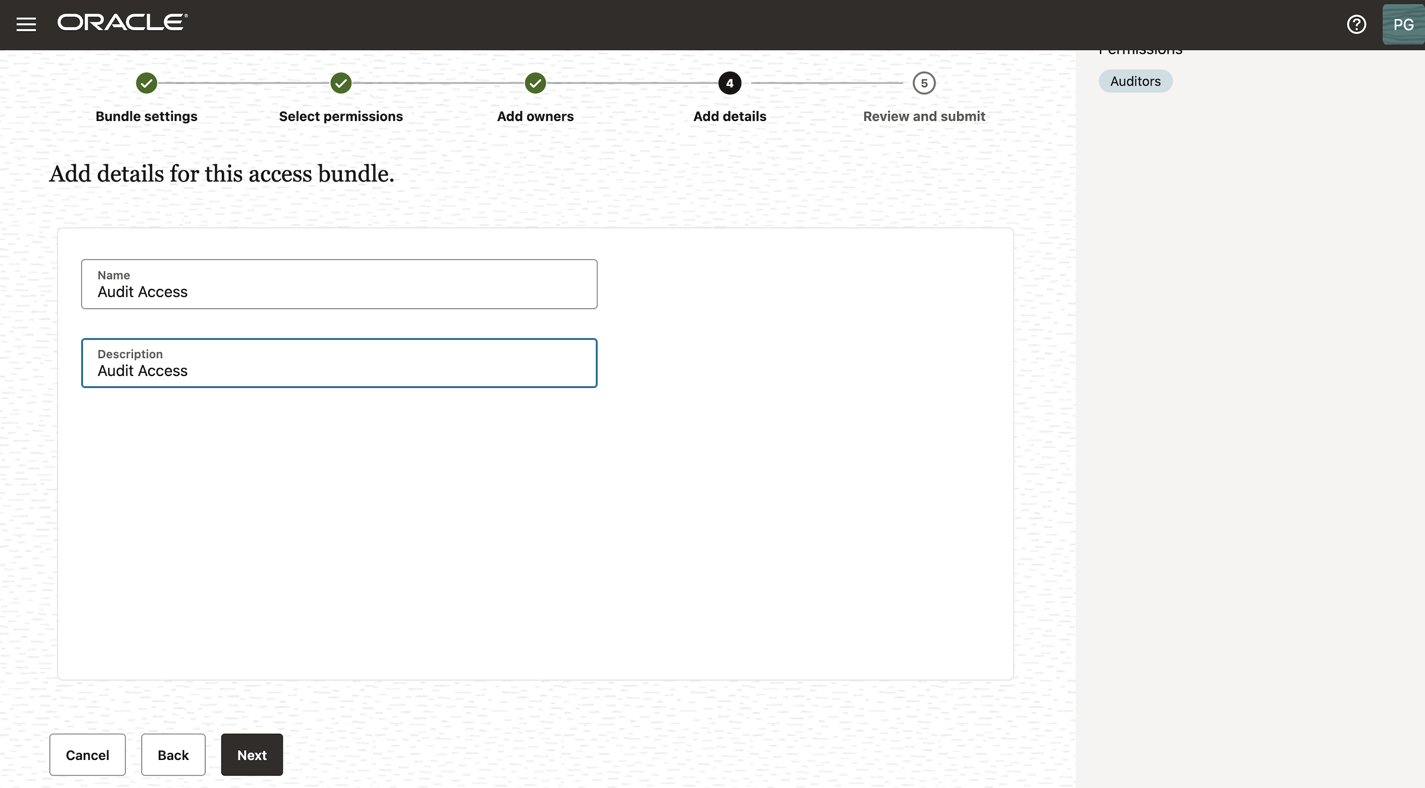 ORACLE
PG
Permissions
Auditors
4
5
Bundle settings
Select permissions
Add owners
Add details
Review and submit
Add details for this access bundle.
Name
Audit Access
Description
Audit Access
Cancel
Back
Next